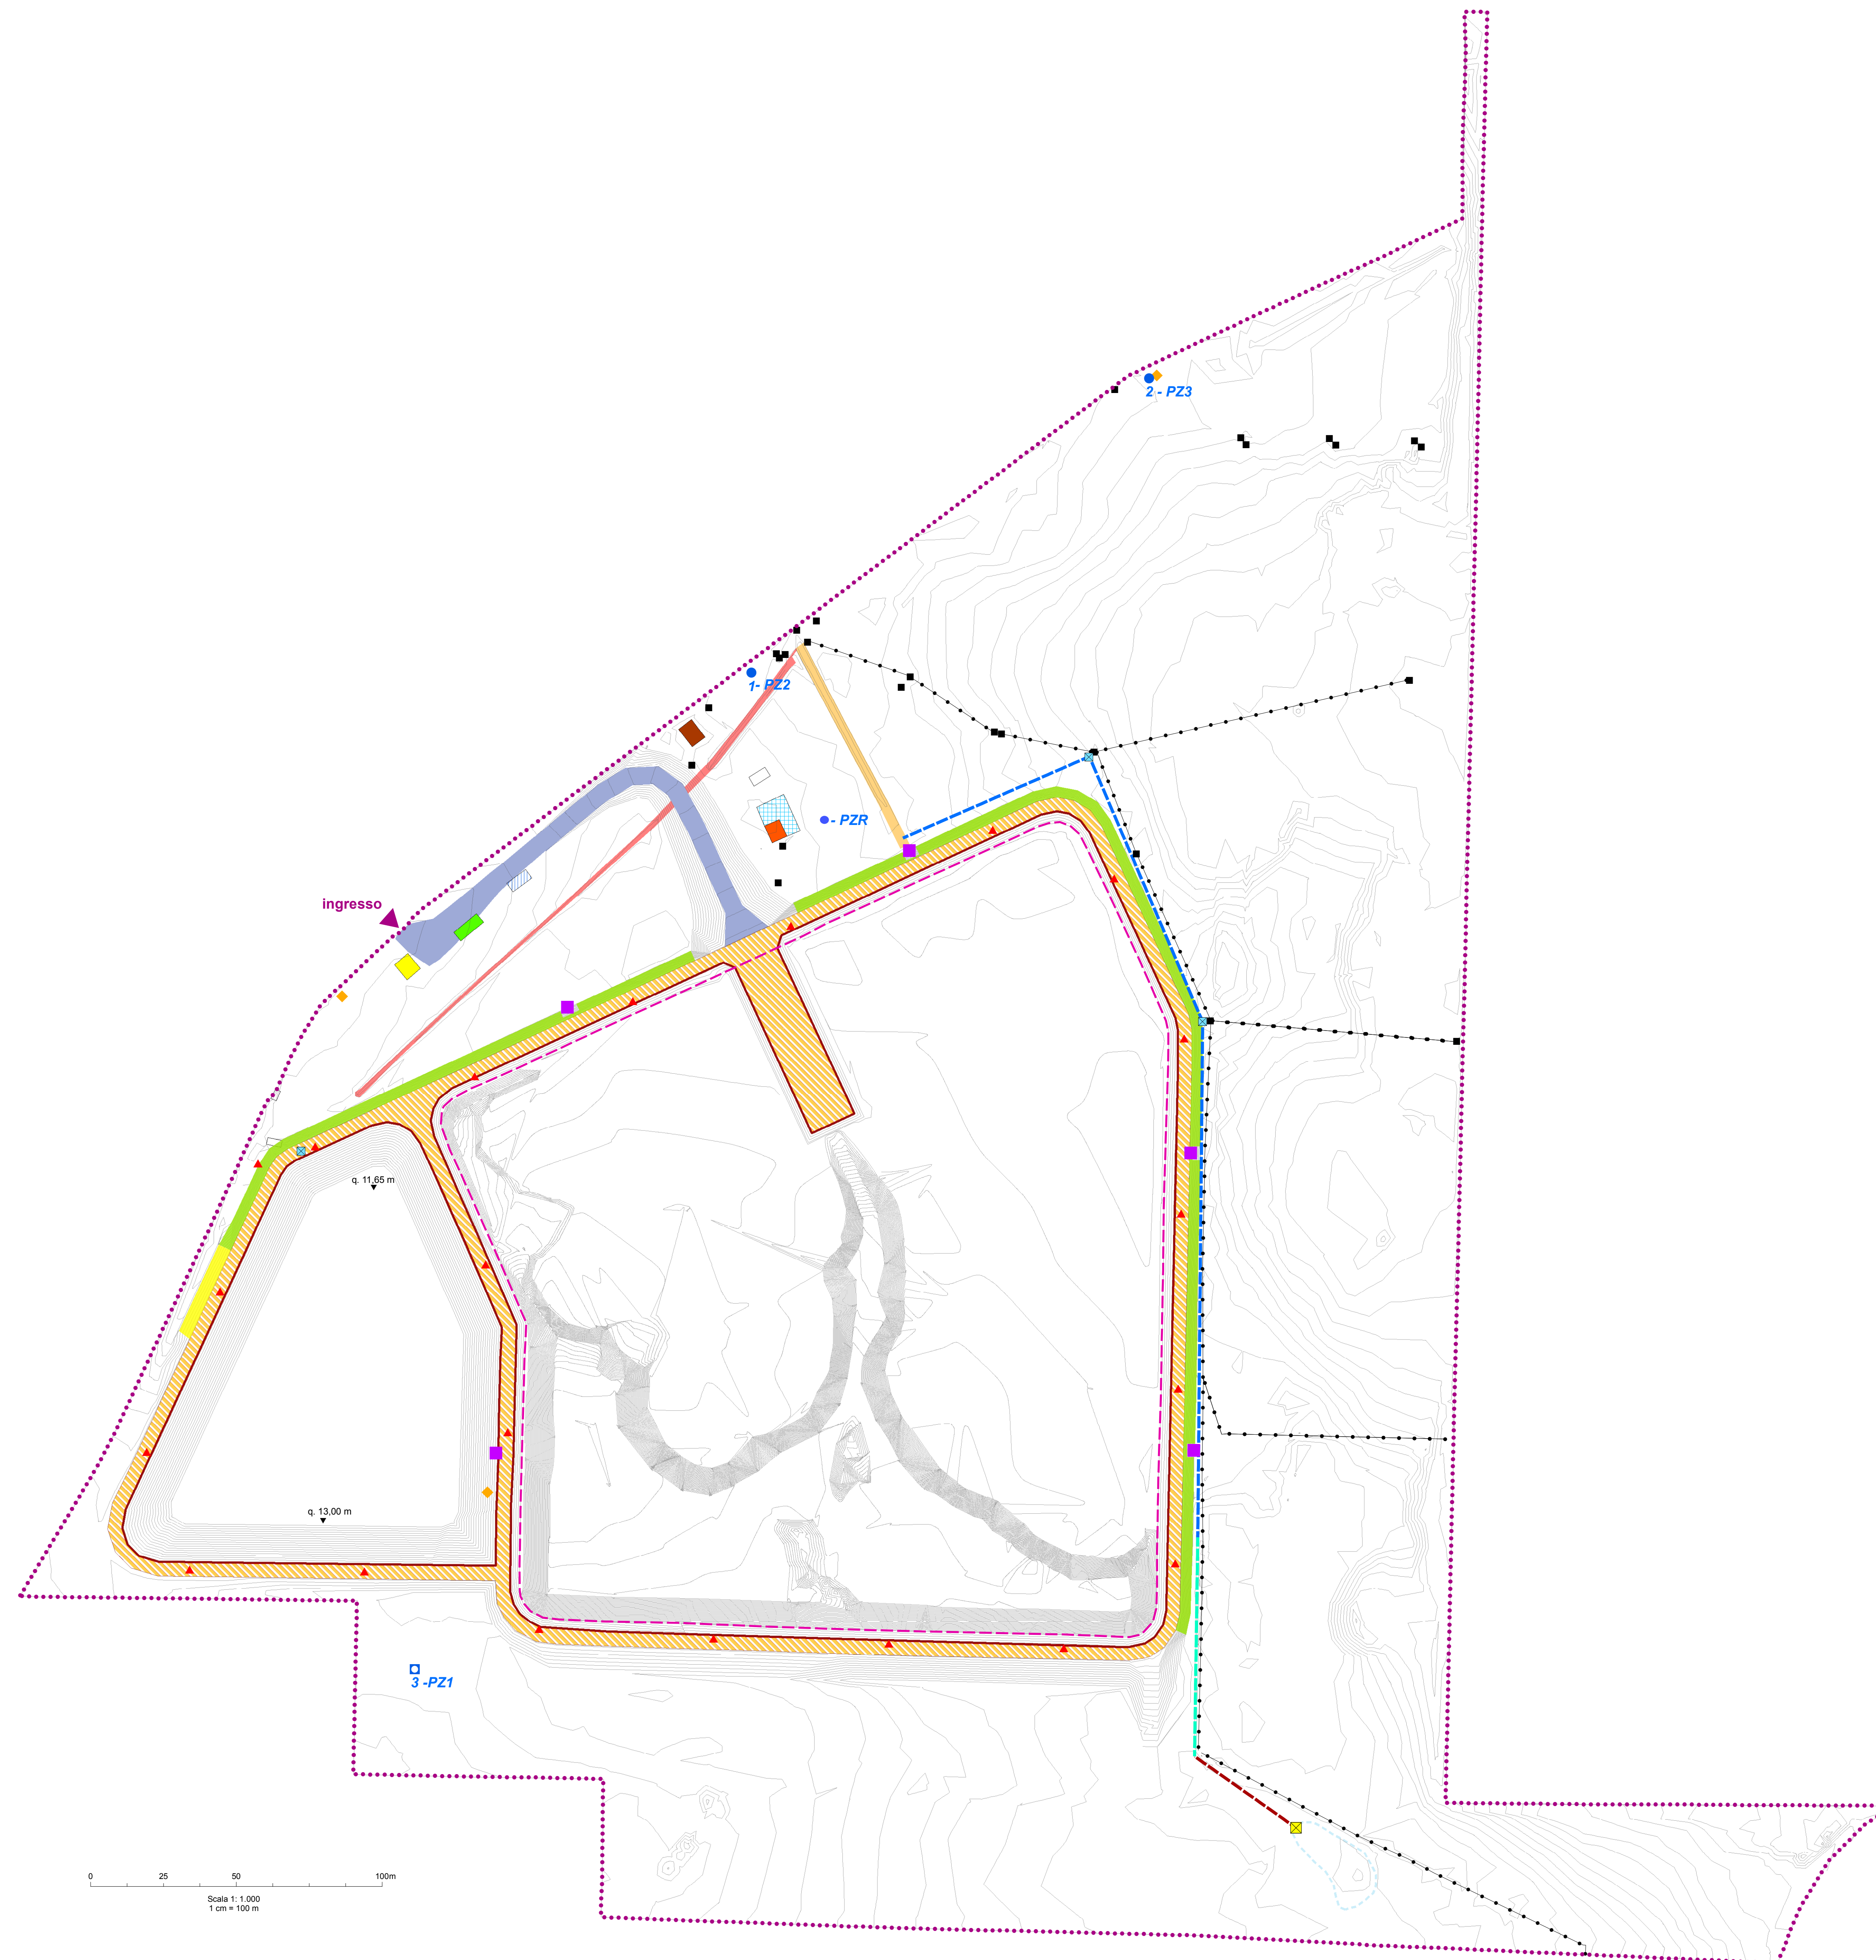 2 - PZ3
1- PZ2
- PZR
ingresso
q. 11,65 m
q. 13,00 m
3 -PZ1
0 25 50 100m
Scala 1: 1.000
1 cm = 100 m